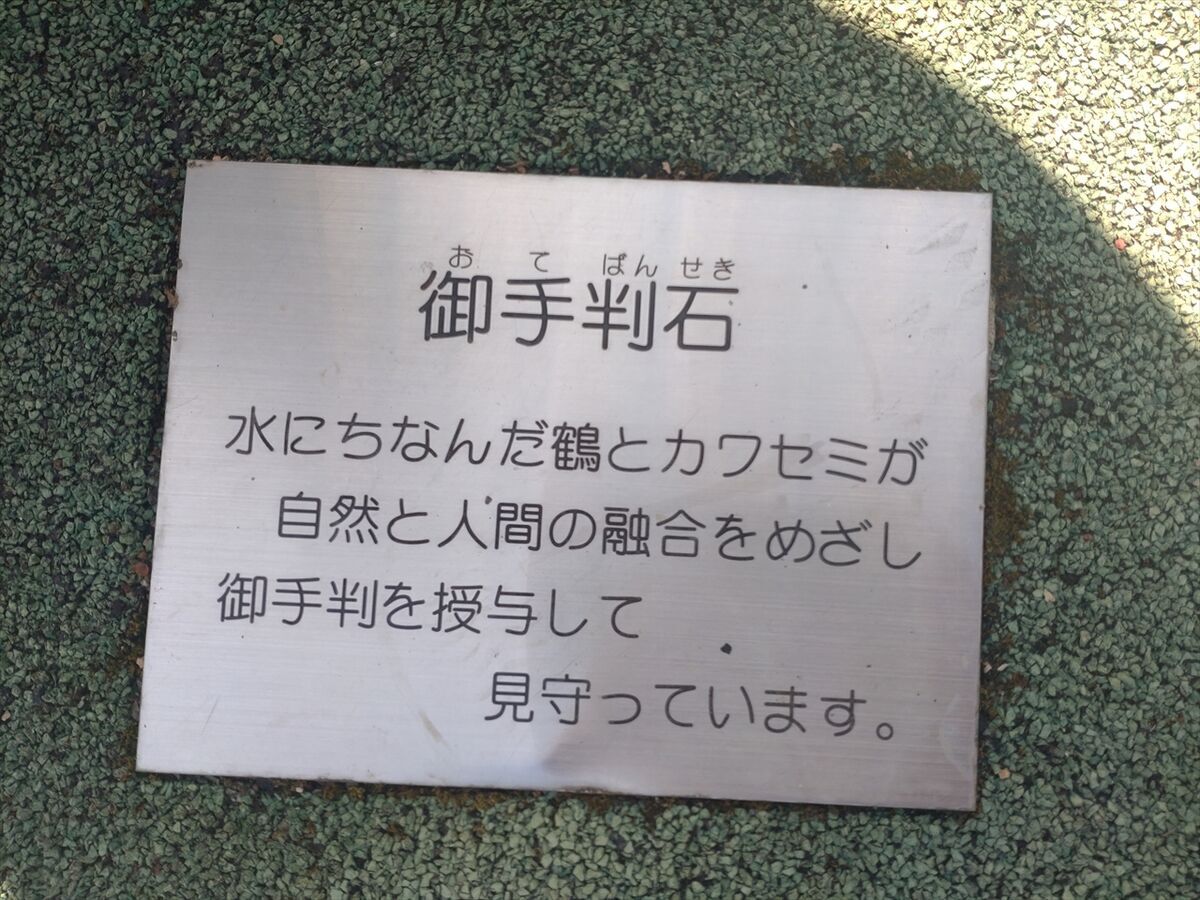 おてばんせき
御手判石
水にちなんだ鶴とカワセミが
自然と人間の融合をめざし
御手判を授与して
見守っています。